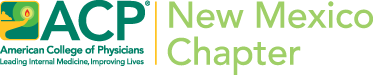 ACP®
American College of Physicians
Leading Internal Medicine, Improving Lives
New Mexico
Chapter